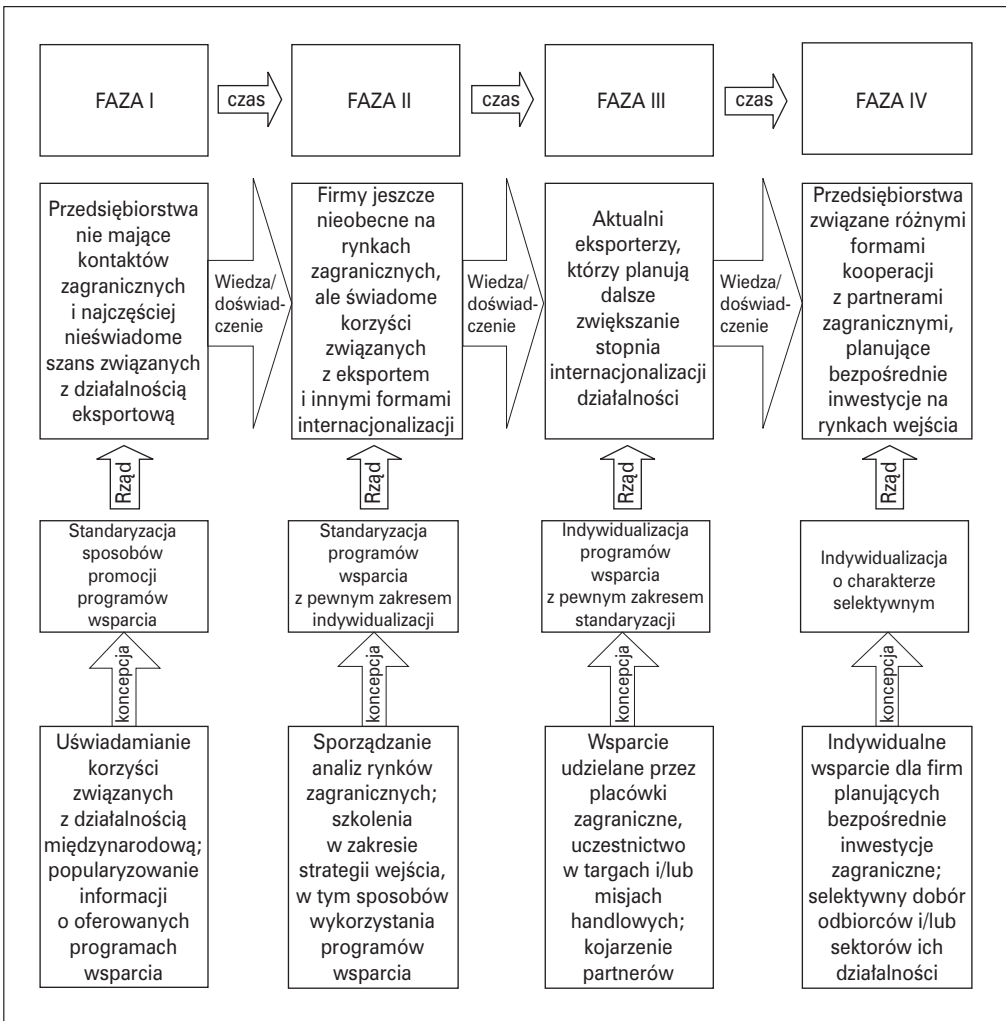 FAZA I
czas
FAZA II
czas
FAZA III
czas
FAZA IV
Przedsiębiorstwa
nie mające
kontaktów
zagranicznych
i najczęściej
nieświadome
szans związanych
z działalnością
eksportową
Wiedza/
doświad-
czenie
Firmy jeszcze
nieobecne na
rynkach
zagranicznych,
ale świadome
korzyści
związanych
z eksportem
i innymi formami
internacjonalizacji
Wiedza/
doświad-
czenie
Aktualni
eksporterzy,
którzy planują
dalsze
zwiększanie
stopnia
internacjonalizacji
działalności
Wiedza/
doświad-
czenie
Przedsiębiorstwa
związane różnymi
formami
kooperacji
z partnerami
zagranicznymi,
planujące
bezpośrednie
inwestycje na
rynkach wejścia
Rząd
Rząd
Rząd
Rząd
Standaryzacja
sposobów
promocji
programów
wsparcia
Standaryzacja
programów
wsparcia
z pewnym zakresem
indywidualizacji
Indywidualizacja
programów
wsparcia
z pewnym zakresem
standaryzacji
Indywidualizacja
o charakterze
selektywnym
koncepcja
koncepcja
koncepcja
koncepcja
Uświadamianie
korzyści
związanych
z działalnością
międzynarodową;
popularyzowanie
informacji
o oferowanych
programach
wsparcia
Sporządzanie
analiz rynków
zagranicznych;
szkolenia
w zakresie
strategii wejścia,
w tym sposobów
wykorzystania
programów
wsparcia
Wsparcie
udzielane przez
placówki
zagraniczne,
uczestnictwo
w targach i/lub
misjach
handlowych;
kojarzenie
partnerów
Indywidualne
wsparcie dla firm
planujących
bezpośrednie
inwestycje
zagraniczne;
selektywny dobór
odbiorców i/lub
sektorów ich
działalności